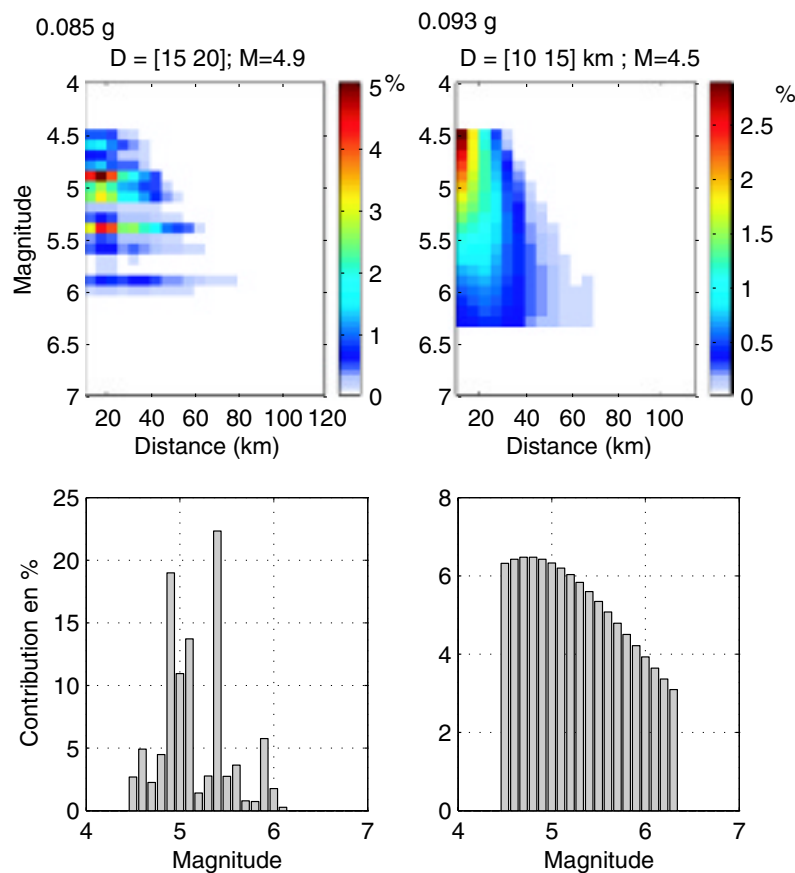 0.085 g
D = [15 20]; M=4.9
4
4.5
5
5.5
6
6.5
7
Magnitude
20 40 60 80 100 120
Distance (km)
5%
4
3
2
1
0
0.093 g
D = [10 15] km ; M=4.5
4
4.5
5
5.5
6
6.5
7
20 40 60 80 100
Distance (km)
%
2.5
2
1.5
1
0.5
0
25
20
15
10
5
0
Contribution en %
4 5 6 7
Magnitude
8
6
4
2
0
4 5 6 7
Magnitude